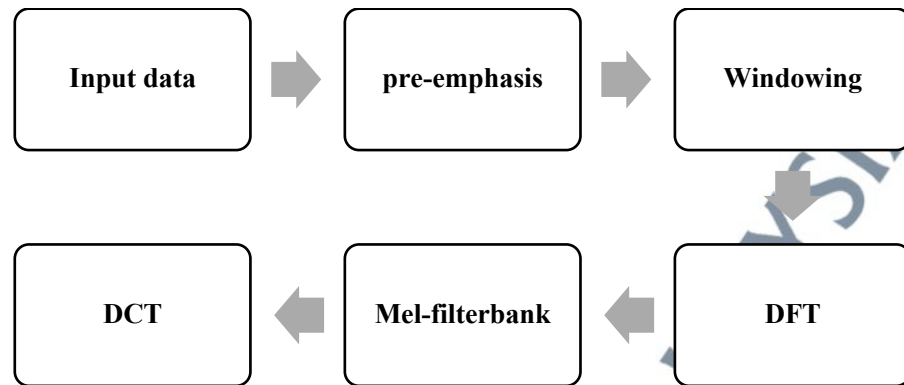 Input data
pre-emphasis
Windowing
DFT
Mel-filterbank
DCT